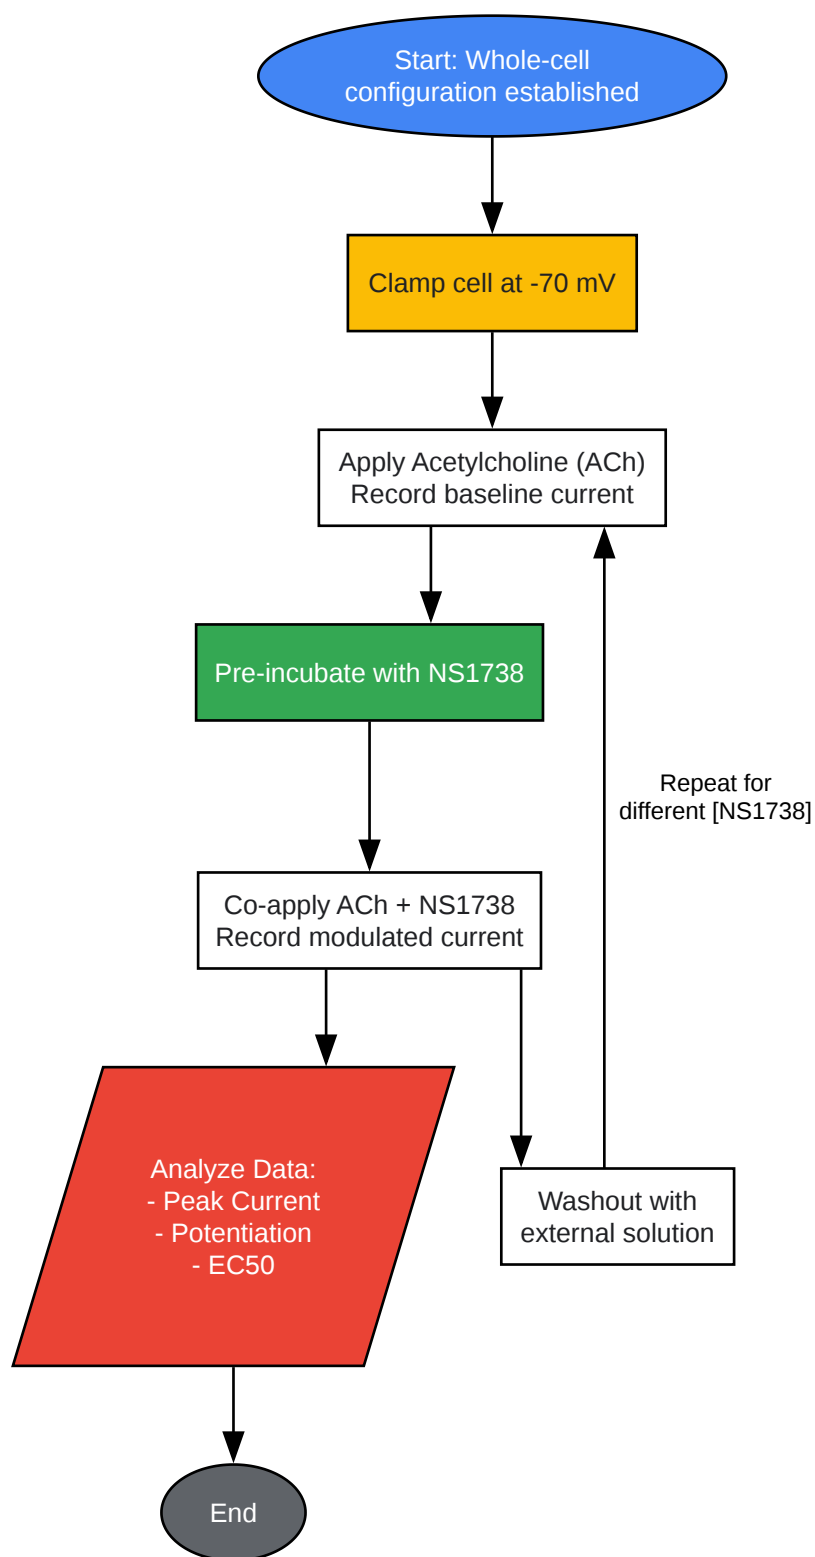 Start: Whole-cell
configuration established
Clamp cell at -70 mV
Apply Acetylcholine (ACh)
Record baseline current
Pre-incubate with NS1738
Repeat for
different [NS1738]
Co-apply ACh + NS1738
Record modulated current
Analyze Data:
- Peak Current
- Potentiation
- EC50
Washout with
external solution
End